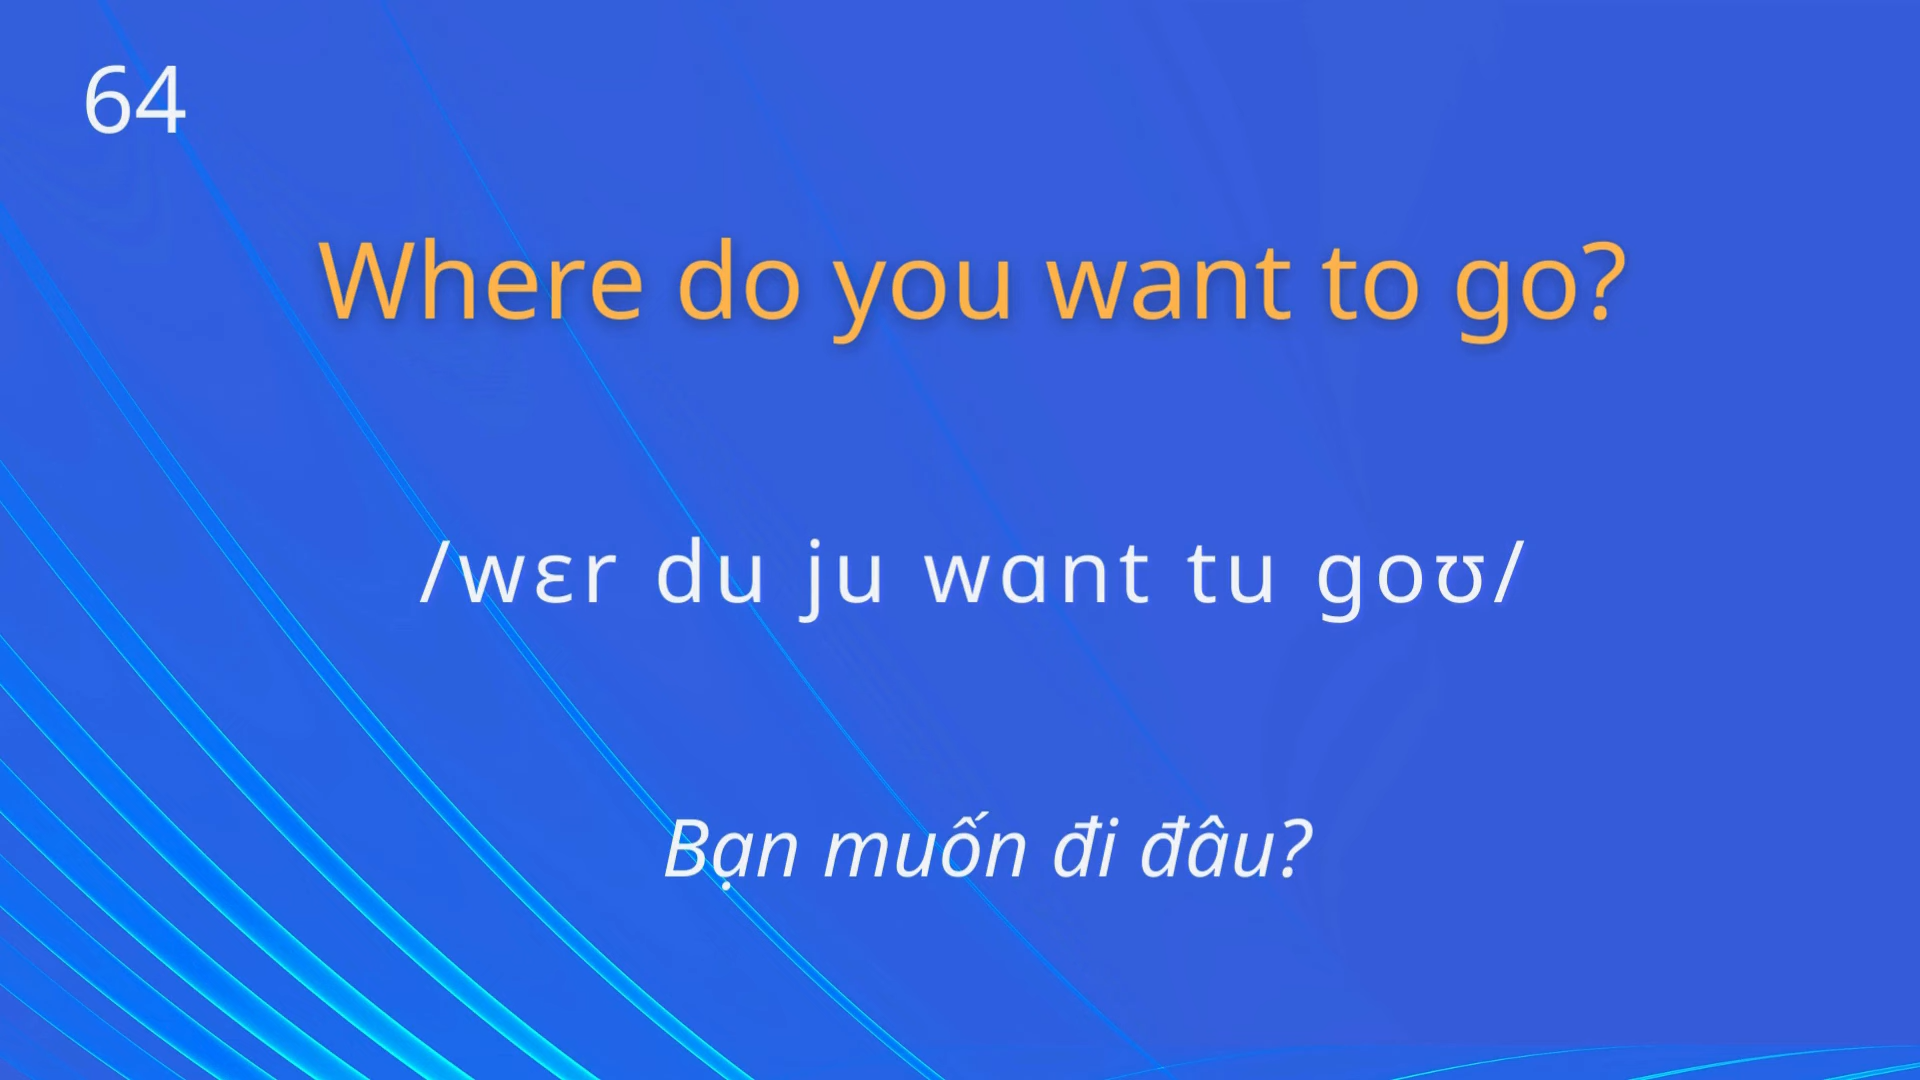 64
Where do you want to go?
/wɛr du ju wɑnt tu goʊ/
Bạn muốn đi đâu?